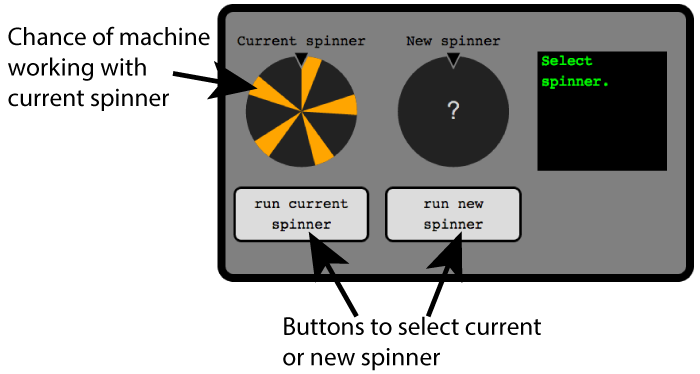 Chance of machine
working with
current spinner
Current spinner
New spinner
?
Select
spinner.
run current
spinner
run new
spinner
Buttons to select current
or new spinner